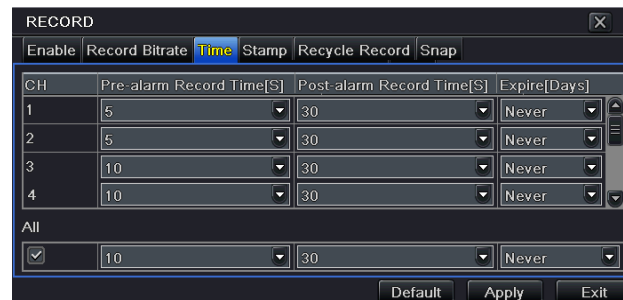 RECORD
Enable Record Bitrate Time Stamp Recycle Record Snap
CH Pre-alarm Record Time[S] Post-alarm Record Time[S] Expire[Days]
1 5 30 Never
2 5 30 Never
3 10 30 Never
4 10 30 Never
All
10 30 Never
Default Apply Exit